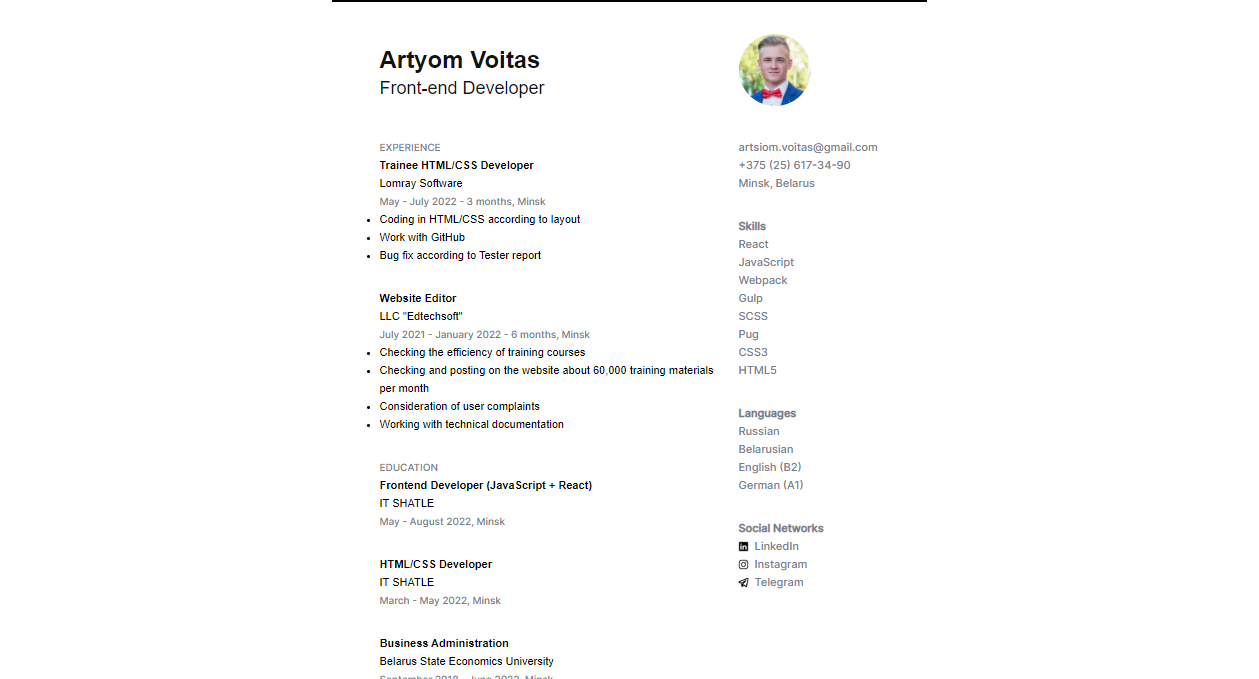 Artyom Voitas
Front-end Developer
EXPERIENCE
Trainee HTML/CSS Developer
Lomray Software
May - July 2022 - 3 months, Minsk
Coding in HTML/CSS according to layout
Work with GitHub
Bug fix according to Tester report
Website Editor
LLC "Edtechsoft"
July 2021 - January 2022 - 6 months, Minsk
Checking the efficiency of training courses
Checking and posting on the website about 60,000 training materials
per month
Consideration of user complaints
Working with technical documentation
EDUCATION
Frontend Developer (JavaScript + React)
IT SHATLE
May - August 2022, Minsk
HTML/CSS Developer
IT SHATLE
March - May 2022, Minsk
Business Administration
Belarus State Economics University
artsiom.voitas@gmail.com
+375 (25) 617-34-90
Minsk, Belarus
Skills
React
JavaScript
Webpack
Gulp
SCSS
Pug
CSS3
HTML5
Languages
Russian
Belarusian
English (B2)
German (A1)
Social Networks
LinkedIn
Instagram
Telegram